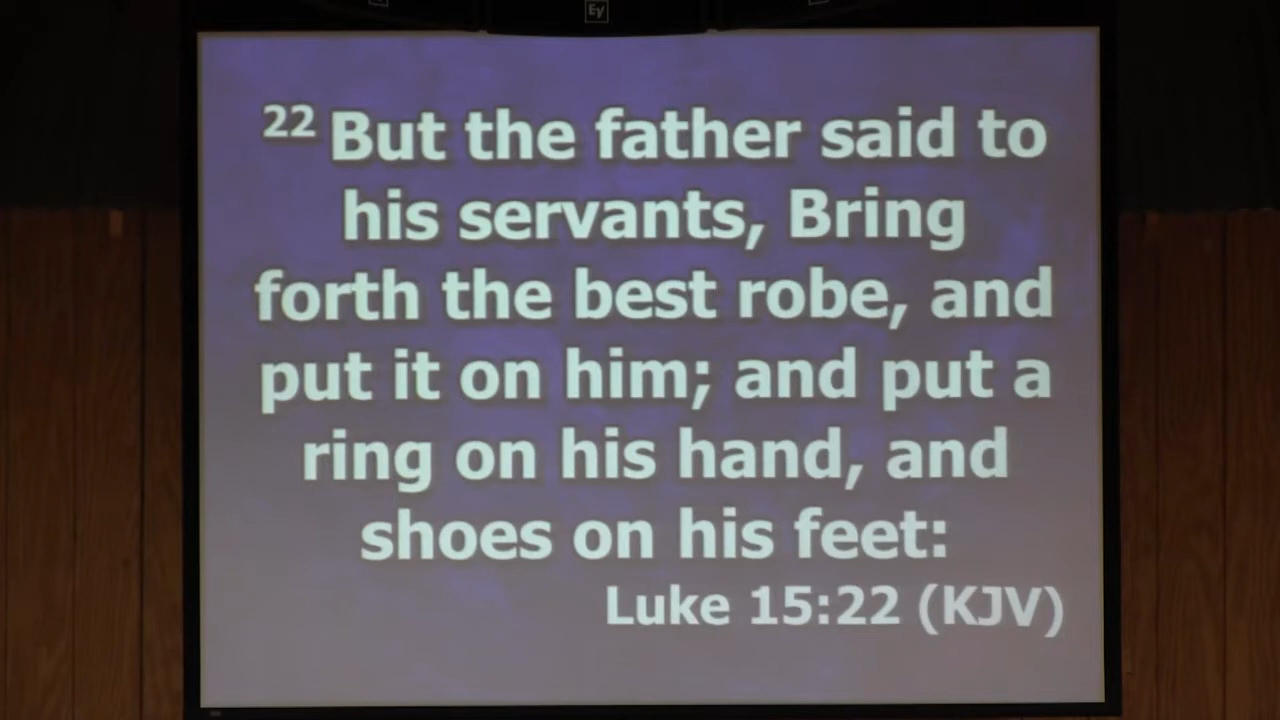 EV
22 But the father said to
his servants, Bring
forth the best robe, and
put it on him; and put a
ring on his hand, and
shoes on his feet:
Luke 15:22 (KJV)